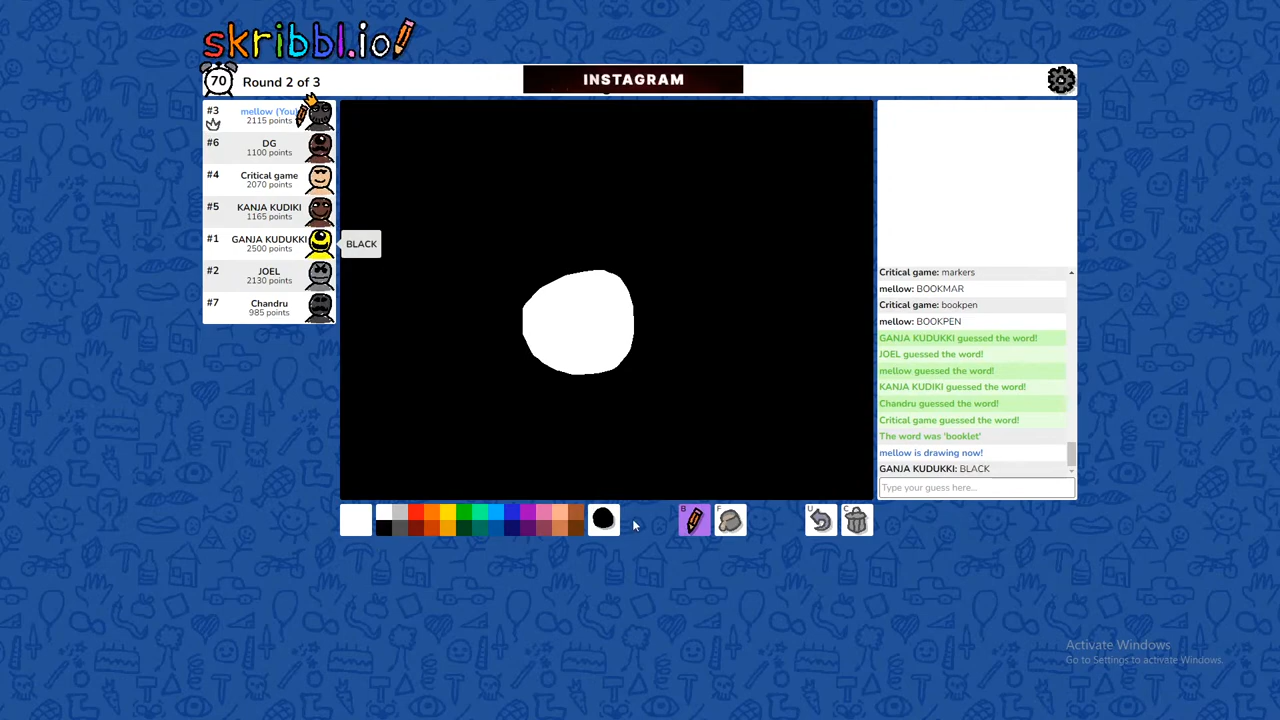 skribbl.io
70
Round 2 of 3
INSTAGRAM
#3
mellow (You)
2115 points
#6
DG
1100 points
#4
Critical game
2070 points
#5
KANJA KUDIKI
1165 points
#1
GANJA KUDUKKI
2500 points
BLACK
#2
JOEL
2130 points
#7
Chandru
985 points
Critical game: markers
mellow: BOOKMAR
Critical game: bookpen
mellow: BOOKPEN
GANJA KUDUKKI guessed the word!
JOEL guessed the word!
mellow guessed the word!
KANJA KUDIKI guessed the word!
Chandru guessed the word!
Critical game guessed the word!
The word was 'booklet'
mellow is drawing now!
GANJA KUDUKKI: BLACK
Type your guess here...
B
F
U
C
Activate Windows
Go to Settings to activate Windows.